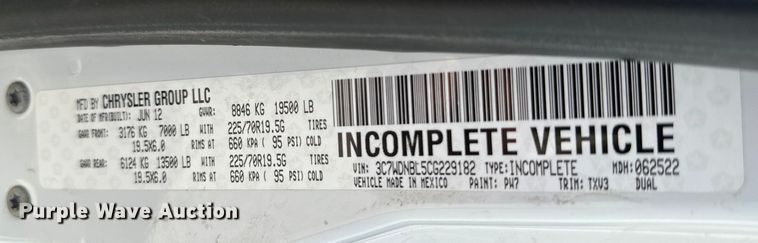 MFD BY CHRYSLER GROUP LLC
DATE OF MFR(BUILT): JUN 12 GVWR: 8846 KG 19500 LB
GAWR FRONT: 3176 KG 7000 LB WITH 225/70R19.5G TIRES
19.5X6.0 RIMS AT 660 KPA ( 95 PSI) COLD
GAWR REAR: 6124 KG 13500 LB WITH 225/70R19.5G TIRES
19.5X6.0 RIMS AT 660 KPA ( 95 PSI) COLD
INCOMPLETE VEHICLE
VIN: 3C7WDNBL5CG229182 TYPE: INCOMPLETE MDH: 062522
VEHICLE MADE IN MEXICO PAINT: PW7 TRIM: TXV3 DUAL
Purple Wave Auction